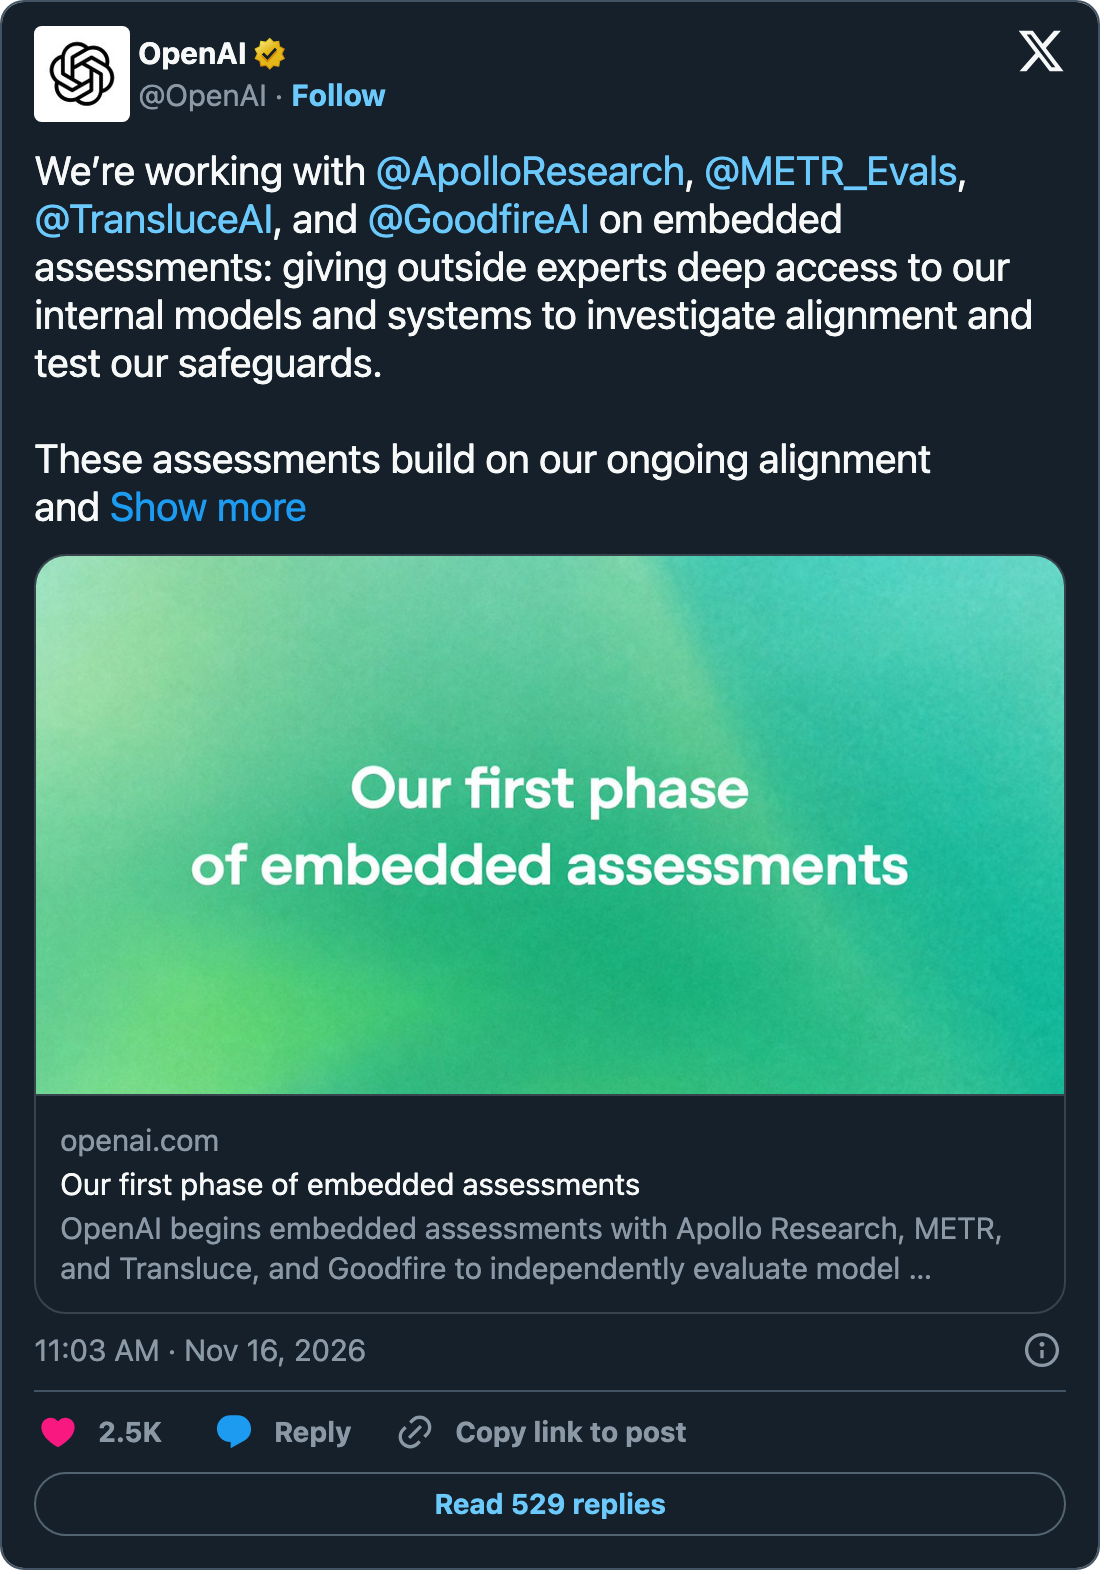 OpenAI
@OpenAI · Follow
We’re working with @ApolloResearch, @METR_Evals,
@TransluceAI, and @GoodfireAI on embedded
assessments: giving outside experts deep access to our
internal models and systems to investigate alignment and
test our safeguards.
These assessments build on our ongoing alignment
and Show more
Our first phase
of embedded assessments
openai.com
Our first phase of embedded assessments
OpenAI begins embedded assessments with Apollo Research, METR,
and Transluce, and Goodfire to independently evaluate model ...
11:03 AM · Nov 16, 2026
2.5K Reply Copy link to post
Read 529 replies